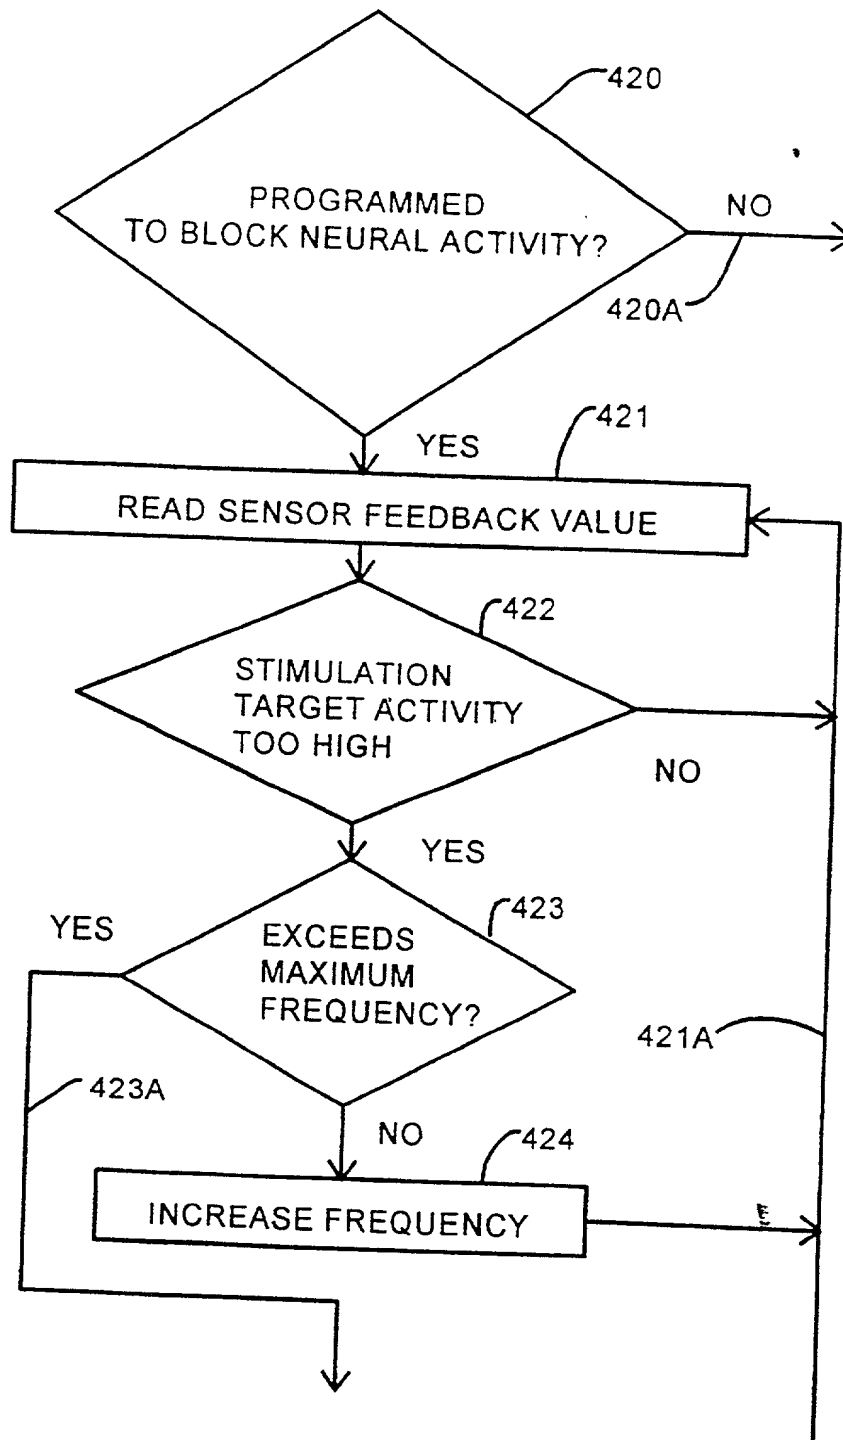 420
PROGRAMMED
TO BLOCK NEURAL ACTIVITY?
NO
420A
YES
421
READ SENSOR FEEDBACK VALUE
422
STIMULATION
TARGET ACTIVITY
TOO HIGH
NO
YES
423
YES
EXCEEDS
MAXIMUM
FREQUENCY?
421A
423A
NO
424
INCREASE FREQUENCY